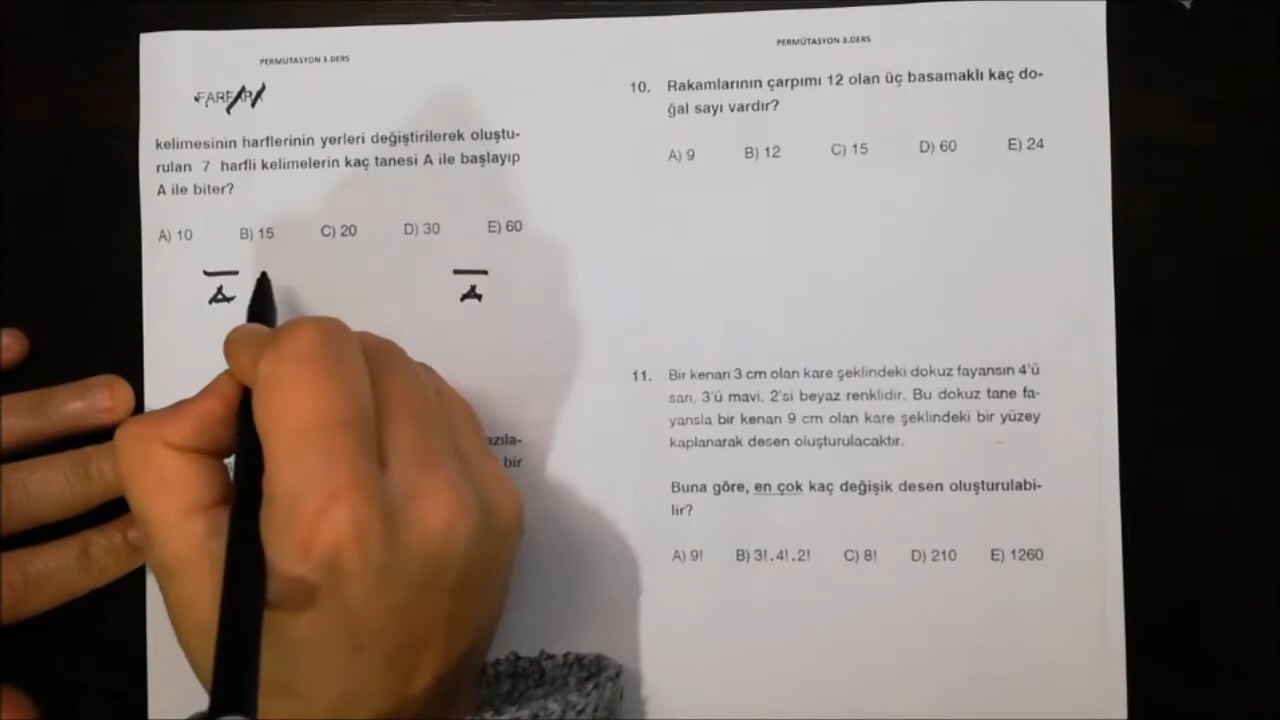 PERMÜTASYON 3.DERS
kelimesinin harflerinin yerleri değiştirilerek oluştu-
rulan 7 harfli kelimelerin kaç tanesi A ile başlayıp
A ile biter?
A) 10 B) 15 C) 20 D) 30 E) 60
A A
azıla-
bir
PERMÜTASYON 3.DERS
10. Rakamlarının çarpımı 12 olan üç basamaklı kaç do-
ğal sayı vardır?
A) 9 B) 12 C) 15 D) 60 E) 24
11. Bir kenarı 3 cm olan kare şeklindeki dokuz fayansın 4'ü
sarı, 3'ü mavi, 2'si beyaz renklidir. Bu dokuz tane fa-
yansla bir kenarı 9 cm olan kare şeklindeki bir yüzey
kaplanarak desen oluşturulacaktır.
Buna göre, en çok kaç değişik desen oluşturulabi-
lir?
A) 9! B) 3!.4!.2! C) 8! D) 210 E) 1260